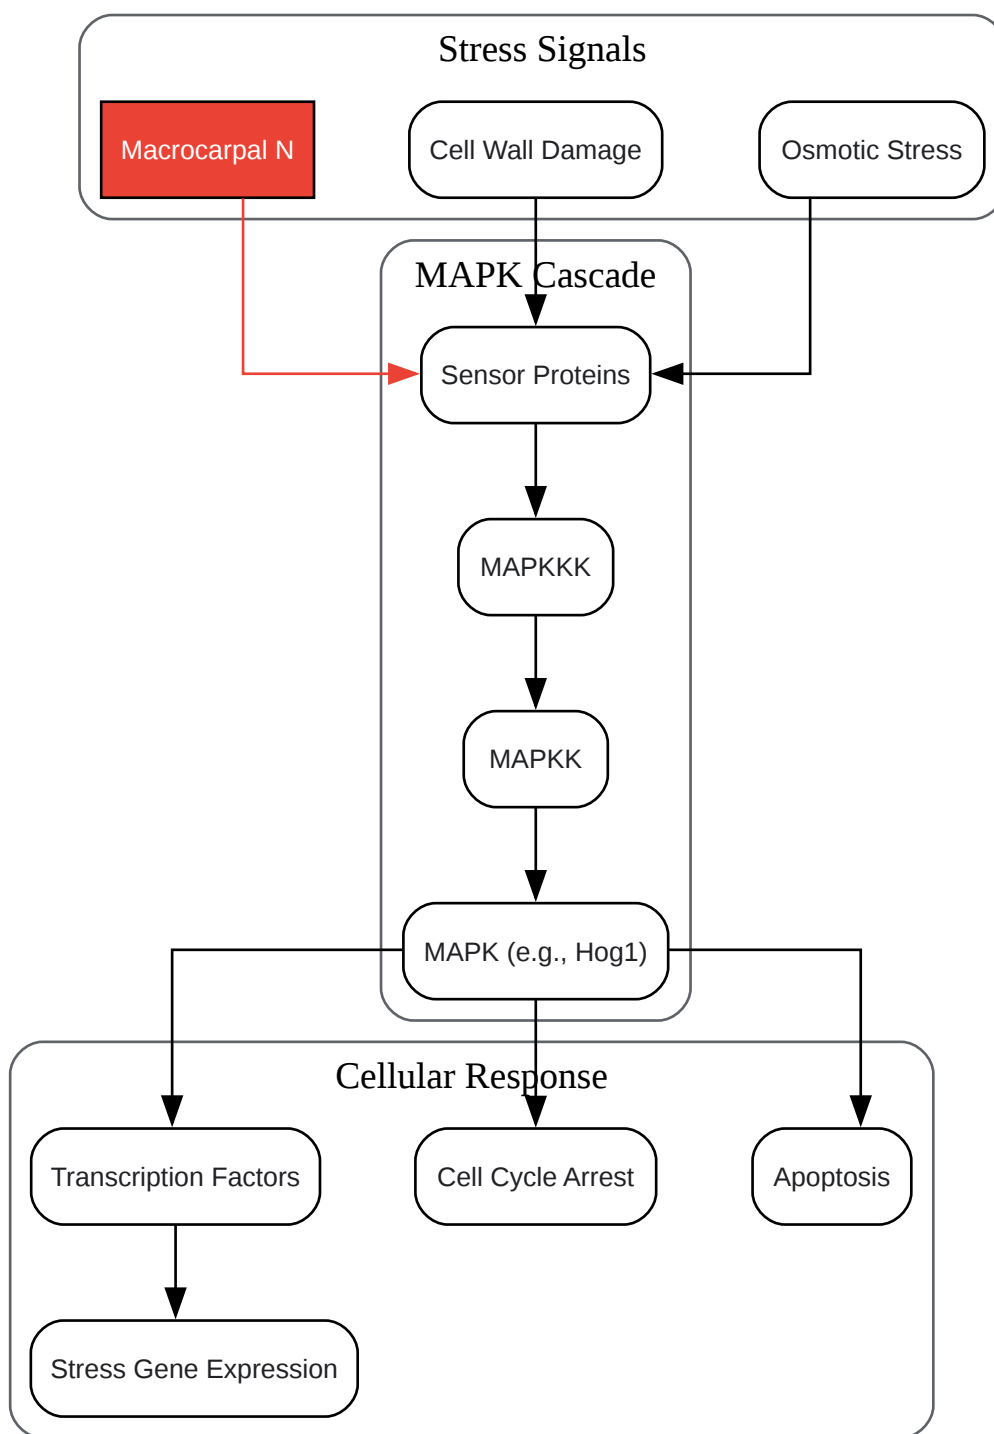 Stress Signals
Macrocarpal N
Cell Wall Damage
Osmotic Stress
MAPK Cascade
Sensor Proteins
MAPKKK
MAPKK
MAPK (e.g., Hog1)
Cellular Response
Transcription Factors
Cell Cycle Arrest
Apoptosis
Stress Gene Expression